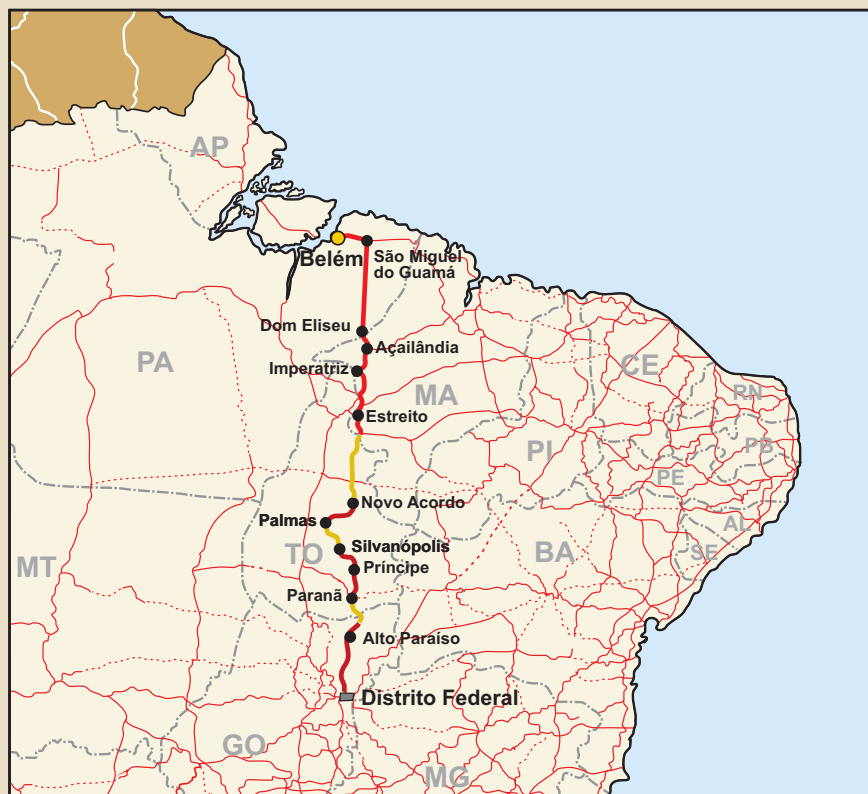 AP
Belém
São Miguel
do Guamá
Dom Eliseu
Açailândia
PA
Imperatriz
CE
MA
RN
Estreito
PB
PI
PE
Novo Acordo
Palmas
AL
Silvanópolis
TO
BA
SE
MT
Príncipe
Paranã
Alto Paraíso
Distrito Federal
GO
MG